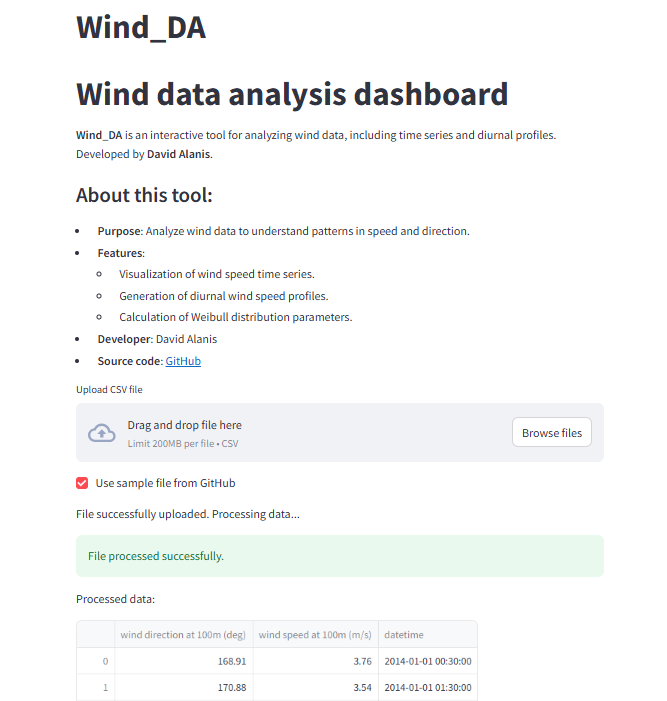 Wind_DA
Wind data analysis dashboard
Wind_DA is an interactive tool for analyzing wind data, including time series and diurnal profiles.
Developed by David Alanis.
About this tool:
Purpose: Analyze wind data to understand patterns in speed and direction.
Features:
Visualization of wind speed time series.
Generation of diurnal wind speed profiles.
Calculation of Weibull distribution parameters.
Developer: David Alanis
Source code: GitHub
Upload CSV file
Drag and drop file here
Limit 200MB per file • CSV
Browse files
Use sample file from GitHub
File successfully uploaded. Processing data...
File processed successfully.
Processed data:
wind direction at 100m (deg) wind speed at 100m (m/s) datetime
0 168.91 3.76 2014-01-01 00:30:00
1 170.88 3.54 2014-01-01 01:30:00